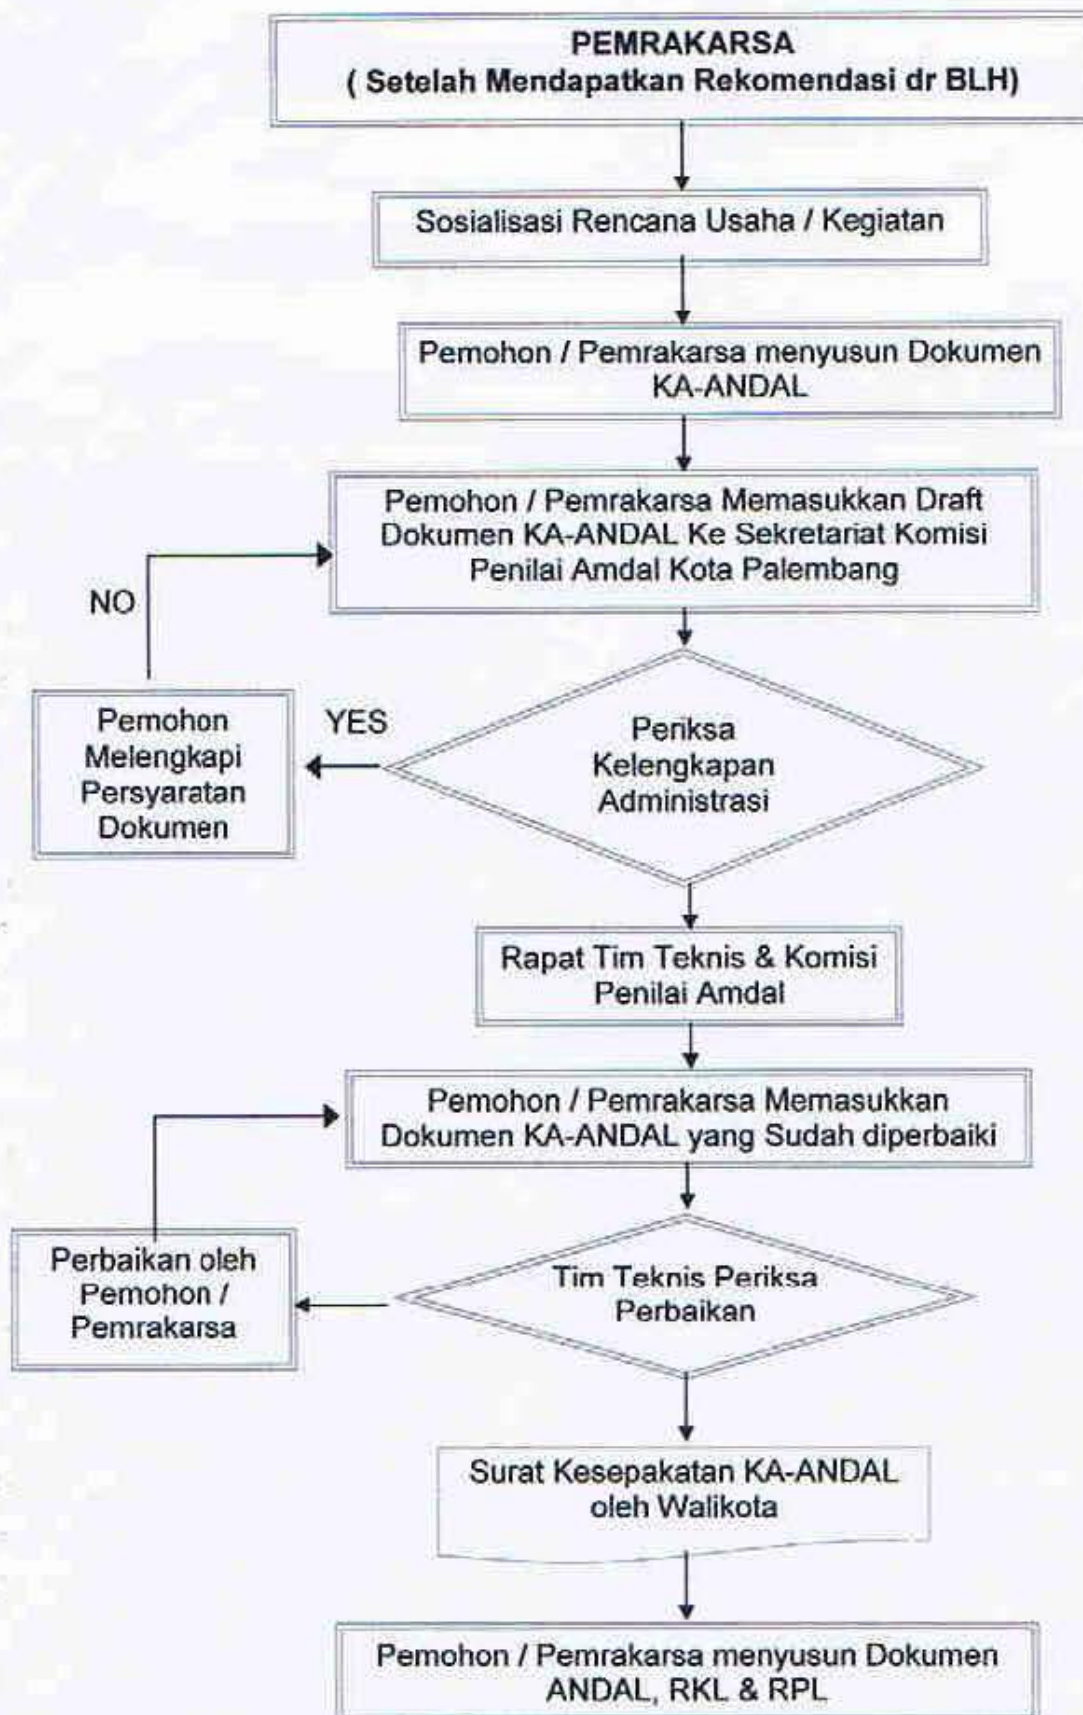 PEMRAKARSA
( Setelah Mendapatkan Rekomendasi dr BLH)
Sosialisasi Rencana Usaha / Kegiatan
Pemohon / Pemrakarsa menyusun Dokumen
KA-ANDAL
Pemohon / Pemrakarsa Memasukkan Draft
Dokumen KA-ANDAL Ke Sekretariat Komisi
Penilai Amdal Kota Palembang
NO
Pemohon
Melengkapi
Persyaratan
Dokumen
YES
Periksa
Kelengkapan
Administrasi
Rapat Tim Teknis & Komisi
Penilai Amdal
Pemohon / Pemrakarsa Memasukkan
Dokumen KA-ANDAL yang Sudah diperbaiki
Perbaikan oleh
Pemohon /
Pemrakarsa
Tim Teknis Periksa
Perbaikan
Surat Kesepakatan KA-ANDAL
oleh Walikota
Pemohon / Pemrakarsa menyusun Dokumen
ANDAL, RKL & RPL